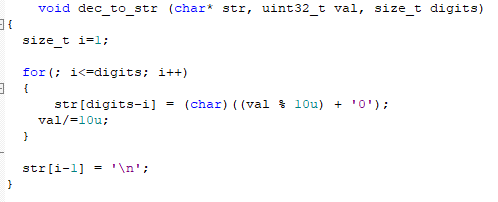 void dec_to_str (char* str, uint32_t val, size_t digits)
{
size_t i=1;
for(; i<=digits; i++)
{
str[digits-i] = (char)((val % 10u) + '0');
val/=10u;
}
str[i-1] = '\n';
}